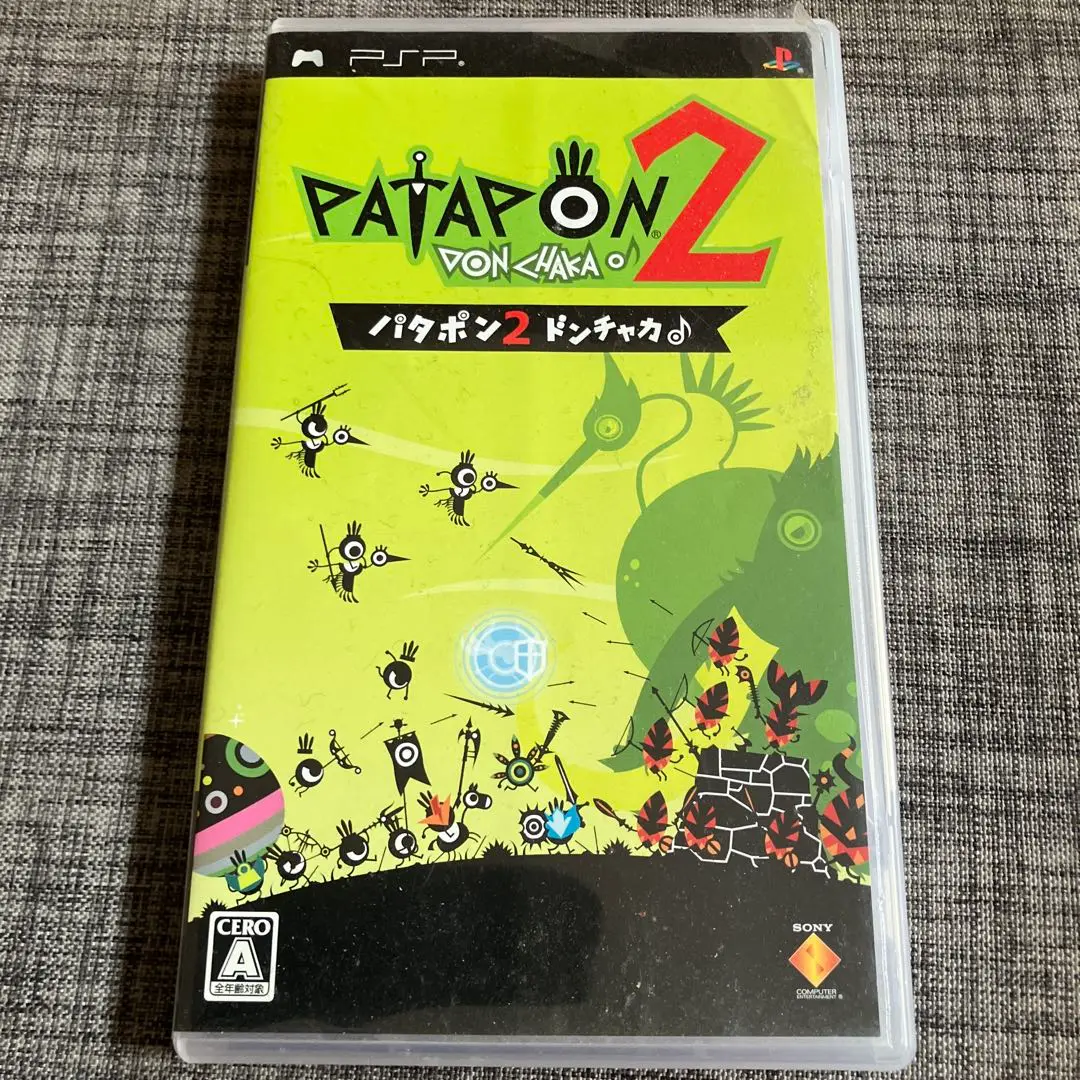 PSP®
PATAPON® 2
DON CHAKA♪
パタポン2 ドンチャカ♪
CERO
A
全年齢対象
SONY
COMPUTER
ENTERTAINMENT ®